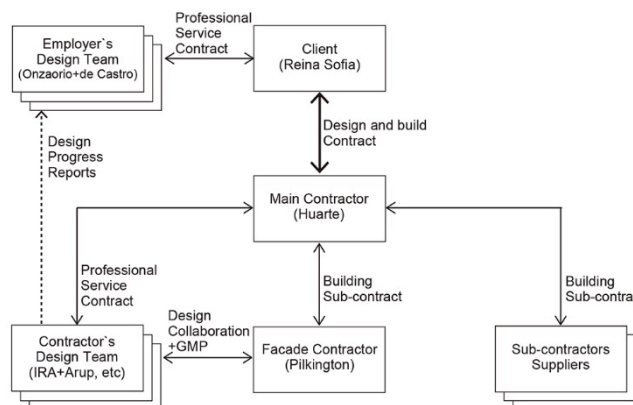 Professional
Service
Contract
Employer`s
Design Team
(Onzaorio+de Castro)
Client
(Reina Sofia)
Design and build
Contract
Design
Progress
Reports
Main Contractor
(Huarte)
Professional
Service
Contract
Building
Sub-contract
Building
Sub-contra
Design
Collaboration
+GMP
Contractor`s
Design Team
(IRA+Arup, etc)
Facade Contractor
(Pilkington)
Sub-contractors
Suppliers